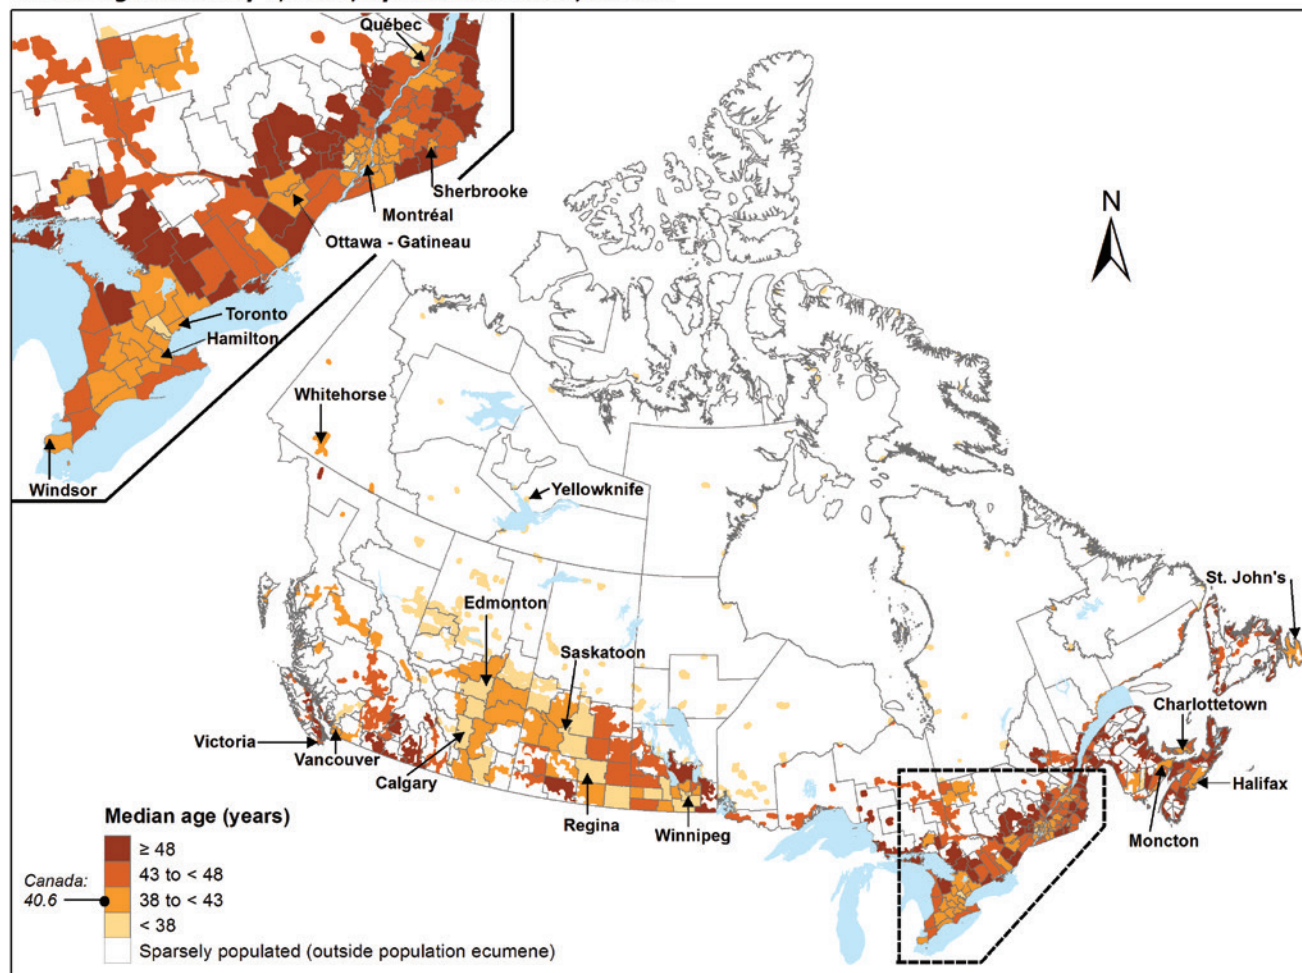 Québec
Sherbrooke
Montréal
Ottawa - Gatineau
Toronto
Hamilton
Windsor
N
Whitehorse
Yellowknife
St. John's
Edmonton
Saskatoon
Charlottetown
Victoria
Vancouver
Calgary
Halifax
Regina
Winnipeg
Moncton
Median age (years)
≥ 48
43 to < 48
Canada:
40.6
38 to < 43
< 38
Sparsely populated (outside population ecumene)